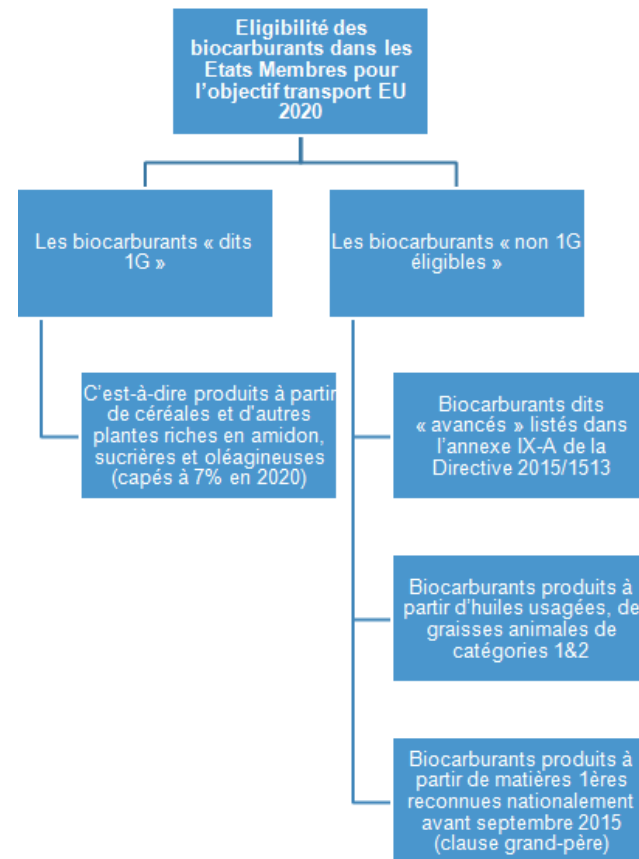 Eligibilité des
biocarburants dans les
Etats Membres pour
l'objectif transport EU
2020
Les biocarburants « dits
1G »
Les biocarburants « non 1G
éligibles »
C'est-à-dire produits à partir
de céréales et d'autres
plantes riches en amidon,
sucrières et oléagineuses
(capés à 7% en 2020)
Biocarburants dits
« avancés » listés dans
l'annexe IX-A de la
Directive 2015/1513
Biocarburants produits à
partir d'huiles usagées, de
graisses animales de
catégories 1&2
Biocarburants produits à
partir de matières 1ères
reconnues nationalement
avant septembre 2015
(clause grand-père)